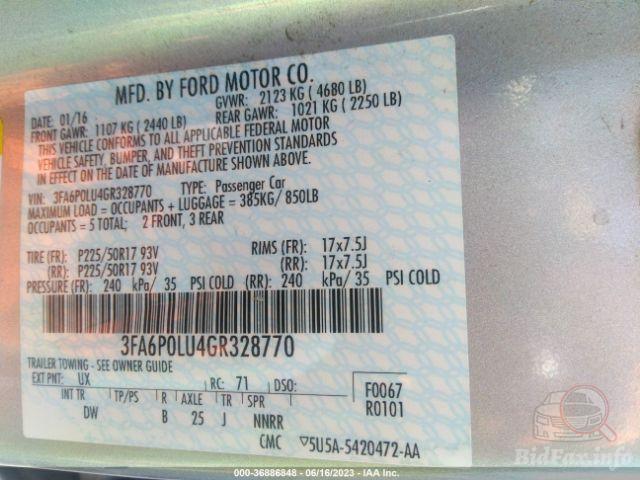 MFD. BY FORD MOTOR CO.
DATE: 01/16 GVWR: 2123 KG ( 4680 LB)
FRONT GAWR: 1107 KG ( 2440 LB) REAR GAWR: 1021 KG ( 2250 LB)
THIS VEHICLE CONFORMS TO ALL APPLICABLE FEDERAL MOTOR
VEHICLE SAFETY, BUMPER, AND THEFT PREVENTION STANDARDS
IN EFFECT ON THE DATE OF MANUFACTURE SHOWN ABOVE.
VIN: 3FA6P0LU4GR328770 TYPE: Passenger Car
MAXIMUM LOAD = OCCUPANTS + LUGGAGE = 385KG/ 850LB
OCCUPANTS = 5 TOTAL; 2 FRONT, 3 REAR
TIRE (FR): P225/50R17 93V RIMS (FR): 17x7.5J
(RR): P225/50R17 93V (RR): 17x7.5J
PRESSURE (FR): 240 kPa/ 35 PSI COLD (RR): 240 kPa/ 35 PSI COLD
3FA6P0LU4GR328770
TRAILER TOWING - SEE OWNER GUIDE
EXT PNT: UX RC: 71 DSO: F0067
INT TR TP/PS R AXLE TR SPR R0101
DW B 25 J NNRR
CMC ▽5U5A-5420472-AA
BidFax.info
000-36886848 - 06/16/2023 - IAA Inc.